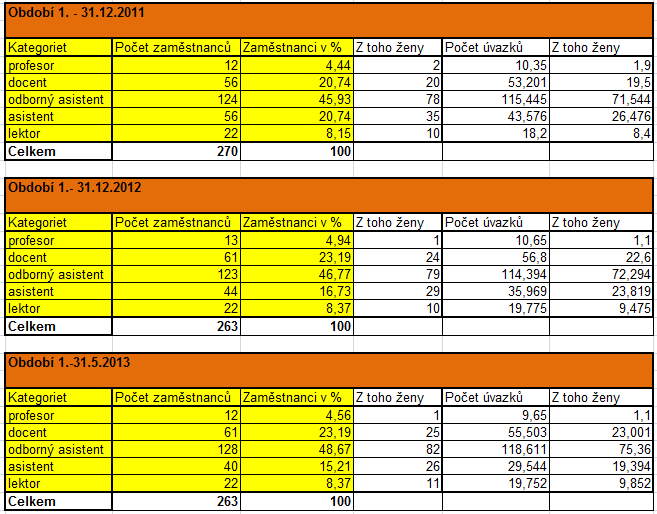 Období 1. - 31.12.2011
Kategoriet Počet zaměstnanců Zaměstnanci v % Z toho ženy Počet úvazků Z toho ženy
profesor 12 4,44 2 10,35 1,9
docent 56 20,74 20 53,201 19,5
odborný asistent 124 45,93 78 115,445 71,544
asistent 56 20,74 35 43,576 26,476
lektor 22 8,15 10 18,2 8,4
Celkem 270 100
Období 1.- 31.12.2012
Kategoriet Počet zaměstnanců Zaměstnanci v % Z toho ženy Počet úvazků Z toho ženy
profesor 13 4,94 1 10,65 1,1
docent 61 23,19 24 56,8 22,6
odborný asistent 123 46,77 79 114,394 72,294
asistent 44 16,73 29 35,969 23,819
lektor 22 8,37 10 19,775 9,475
Celkem 263 100
Období 1.-31.5.2013
Kategoriet Počet zaměstnanců Zaměstnanci v % Z toho ženy Počet úvazků Z toho ženy
profesor 12 4,56 1 9,65 1,1
docent 61 23,19 25 55,503 23,001
odborný asistent 128 48,67 82 118,611 75,36
asistent 40 15,21 26 29,544 19,394
lektor 22 8,37 11 19,752 9,852
Celkem 263 100